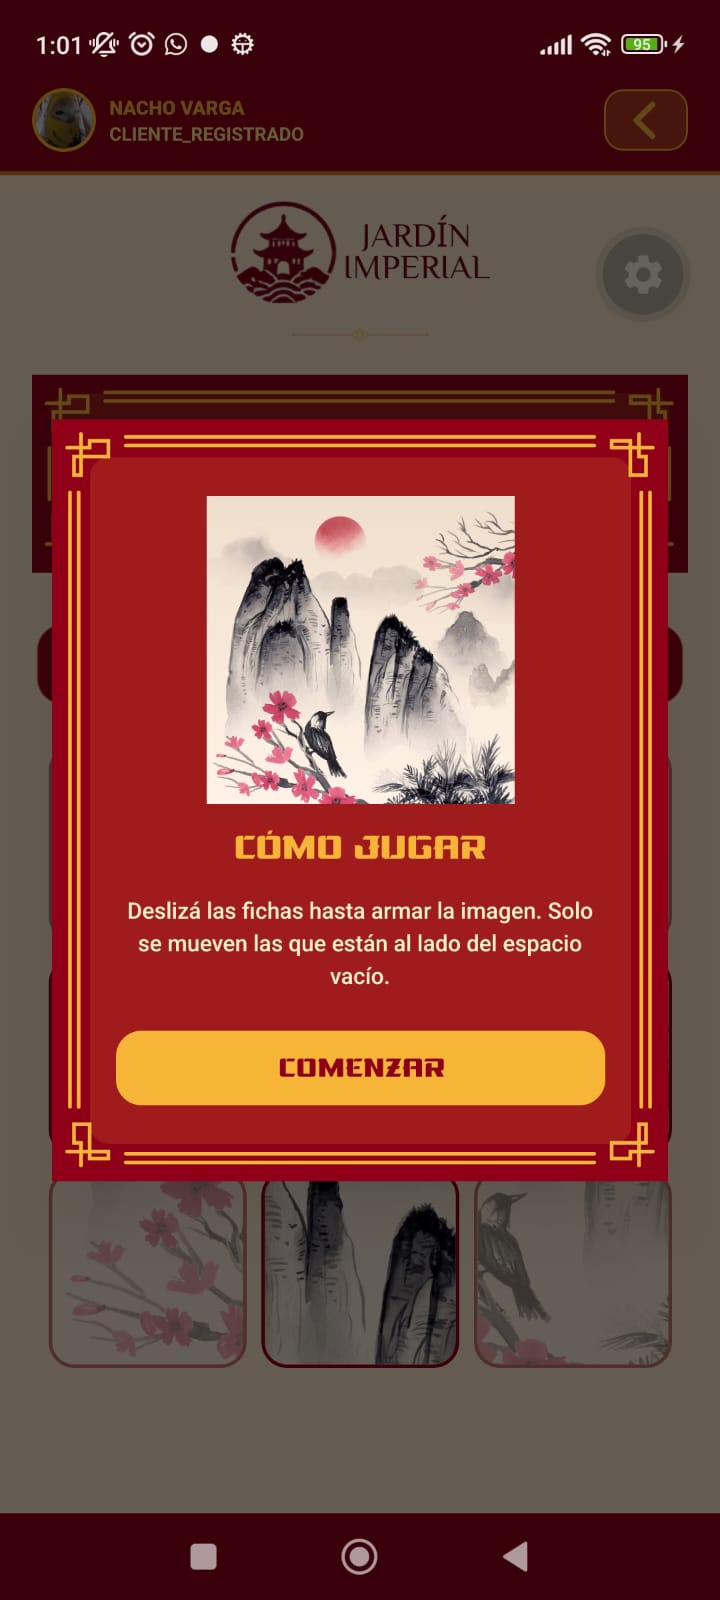 1:01
95
NACHO VARGA
CLIENTE_REGISTRADO
JARDÍN
IMPERIAL
CÓMO JUGAR
Deslizá las fichas hasta armar la imagen. Solo
se mueven las que están al lado del espacio
vacío.
COMENZAR